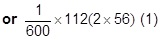 or 1/600 ×112(2×56) (1)